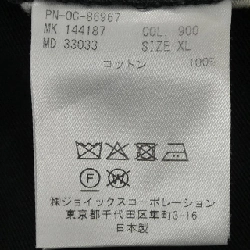 PN-OC-86967
MK 144187 COL 900
MD 33033 SIZE XL
コットン 100%
P W
㈱ジョイックスコーポレーション
東京都千代田区隼町3-16
日本製